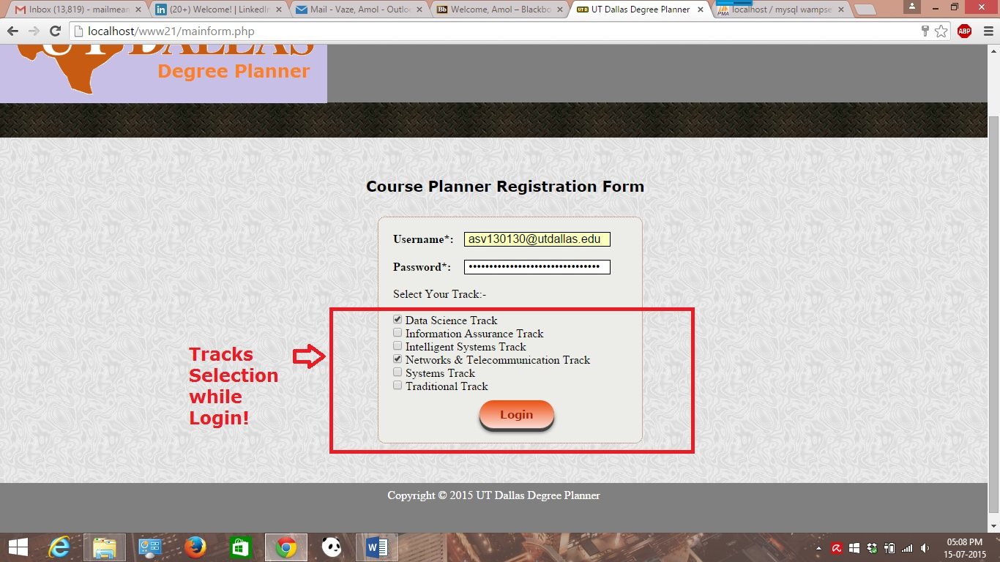 Inbox (13,819) - mailmean
(20+) Welcome! | LinkedIn
Mail - Vaze, Amol - Outlo
Bb Welcome, Amol – Blackbo
UTD UT Dallas Degree Planner
PMA localhost / mysql wampse
localhost/www21/mainform.php
ABP
UT DALLAS
Degree Planner
Course Planner Registration Form
Username*: asv130130@utdallas.edu
Password*: ••••••••••••••••••••••••••••••••
Select Your Track:-
Data Science Track
Information Assurance Track
Intelligent Systems Track
Networks & Telecommunication Track
Systems Track
Traditional Track
Login
Tracks
Selection
while
Login!
Copyright © 2015 UT Dallas Degree Planner
05:08 PM
15-07-2015